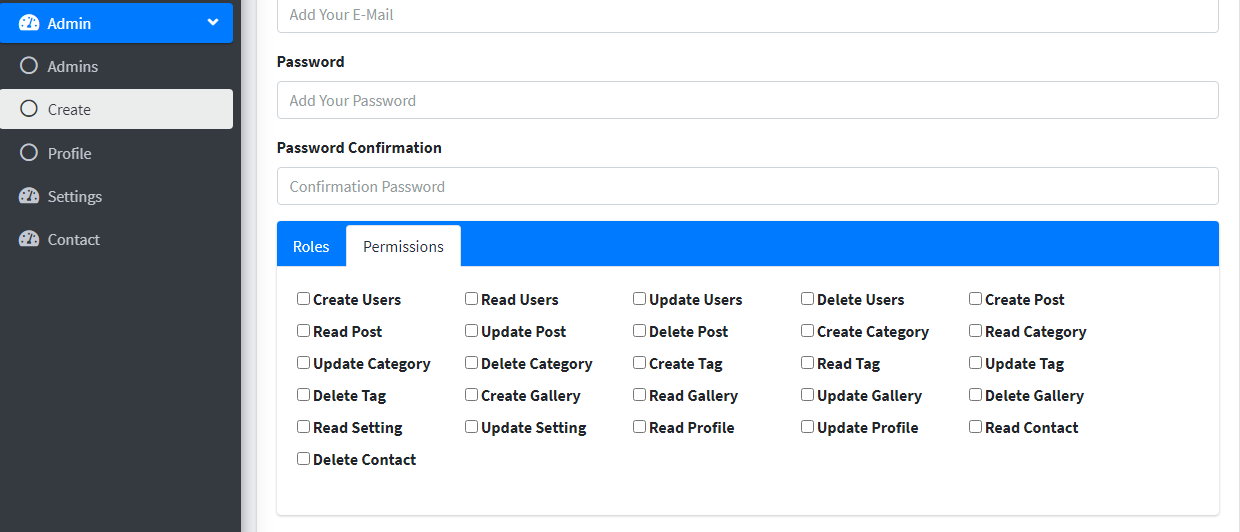 Admin
Admins
Create
Profile
Settings
Contact
Add Your E-Mail
Password
Add Your Password
Password Confirmation
Confirmation Password
Roles Permissions
Create Users Read Users Update Users Delete Users Create Post
Read Post Update Post Delete Post Create Category Read Category
Update Category Delete Category Create Tag Read Tag Update Tag
Delete Tag Create Gallery Read Gallery Update Gallery Delete Gallery
Read Setting Update Setting Read Profile Update Profile Read Contact
Delete Contact